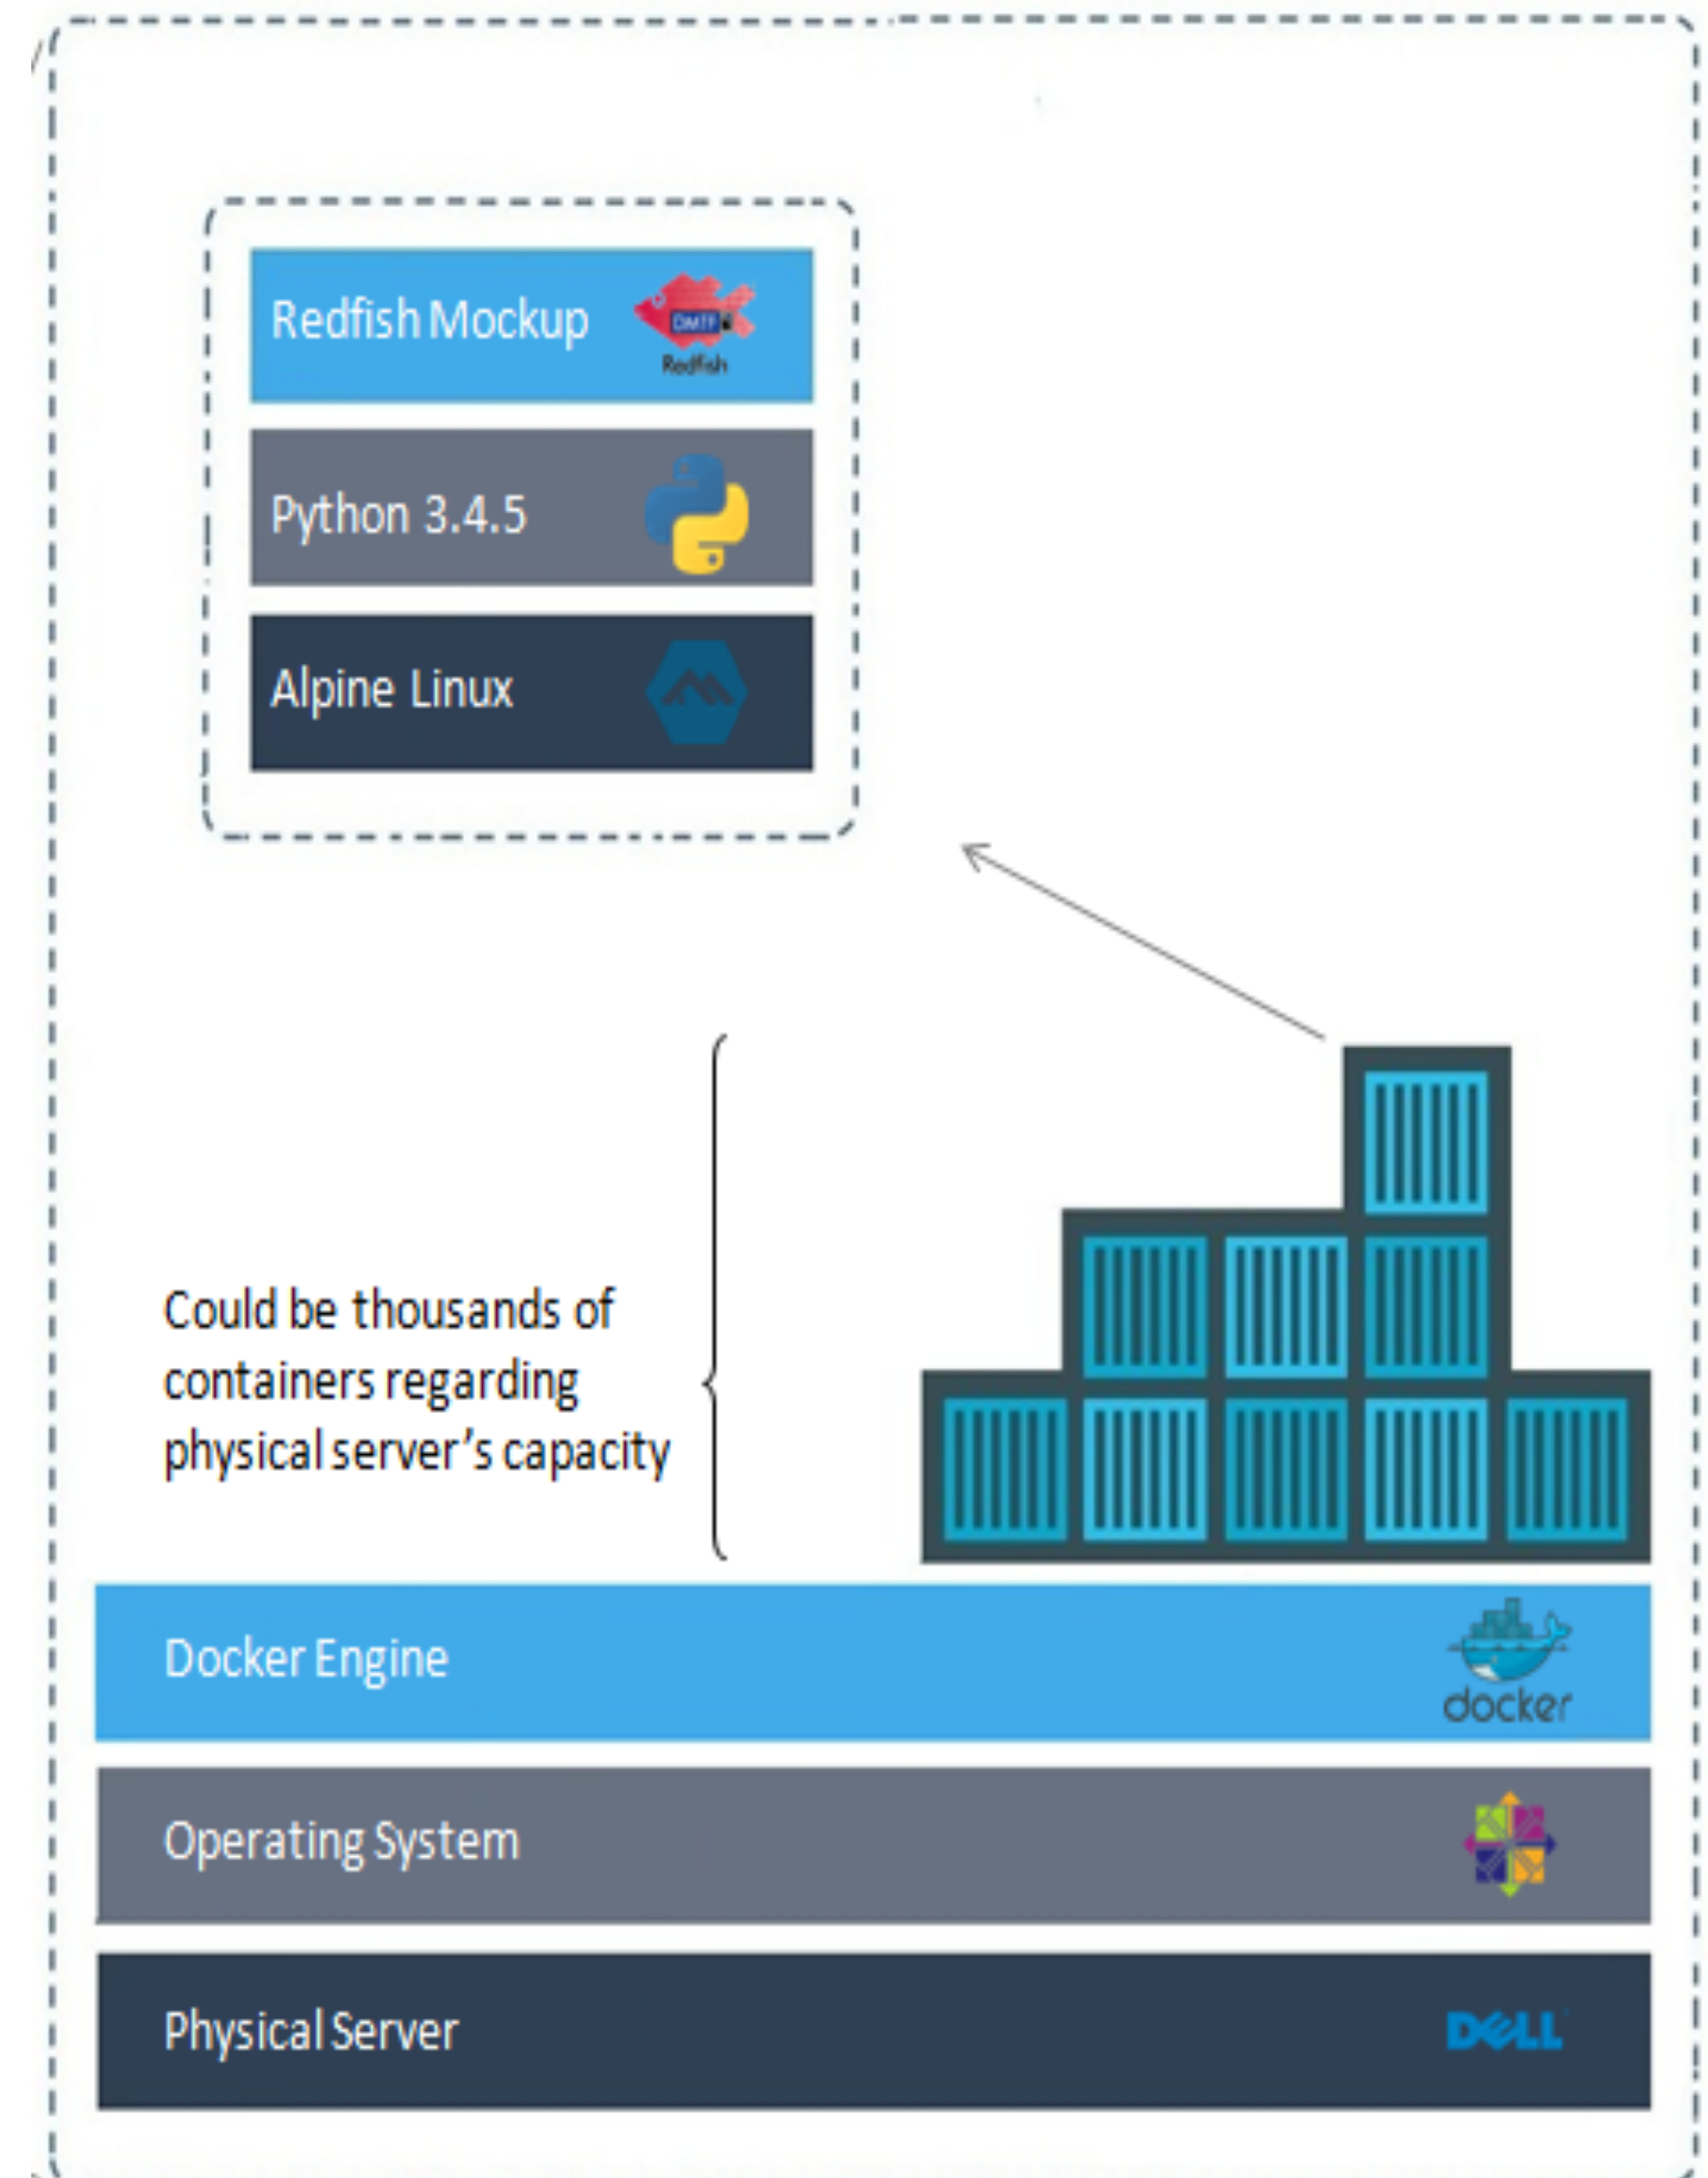 Redfish Mockup
DMTF
Redfish
Python 3.4.5
Alpine Linux
Could be thousands of
containers regarding
physical server’s capacity
Docker Engine
docker
Operating System
Physical Server
DELL